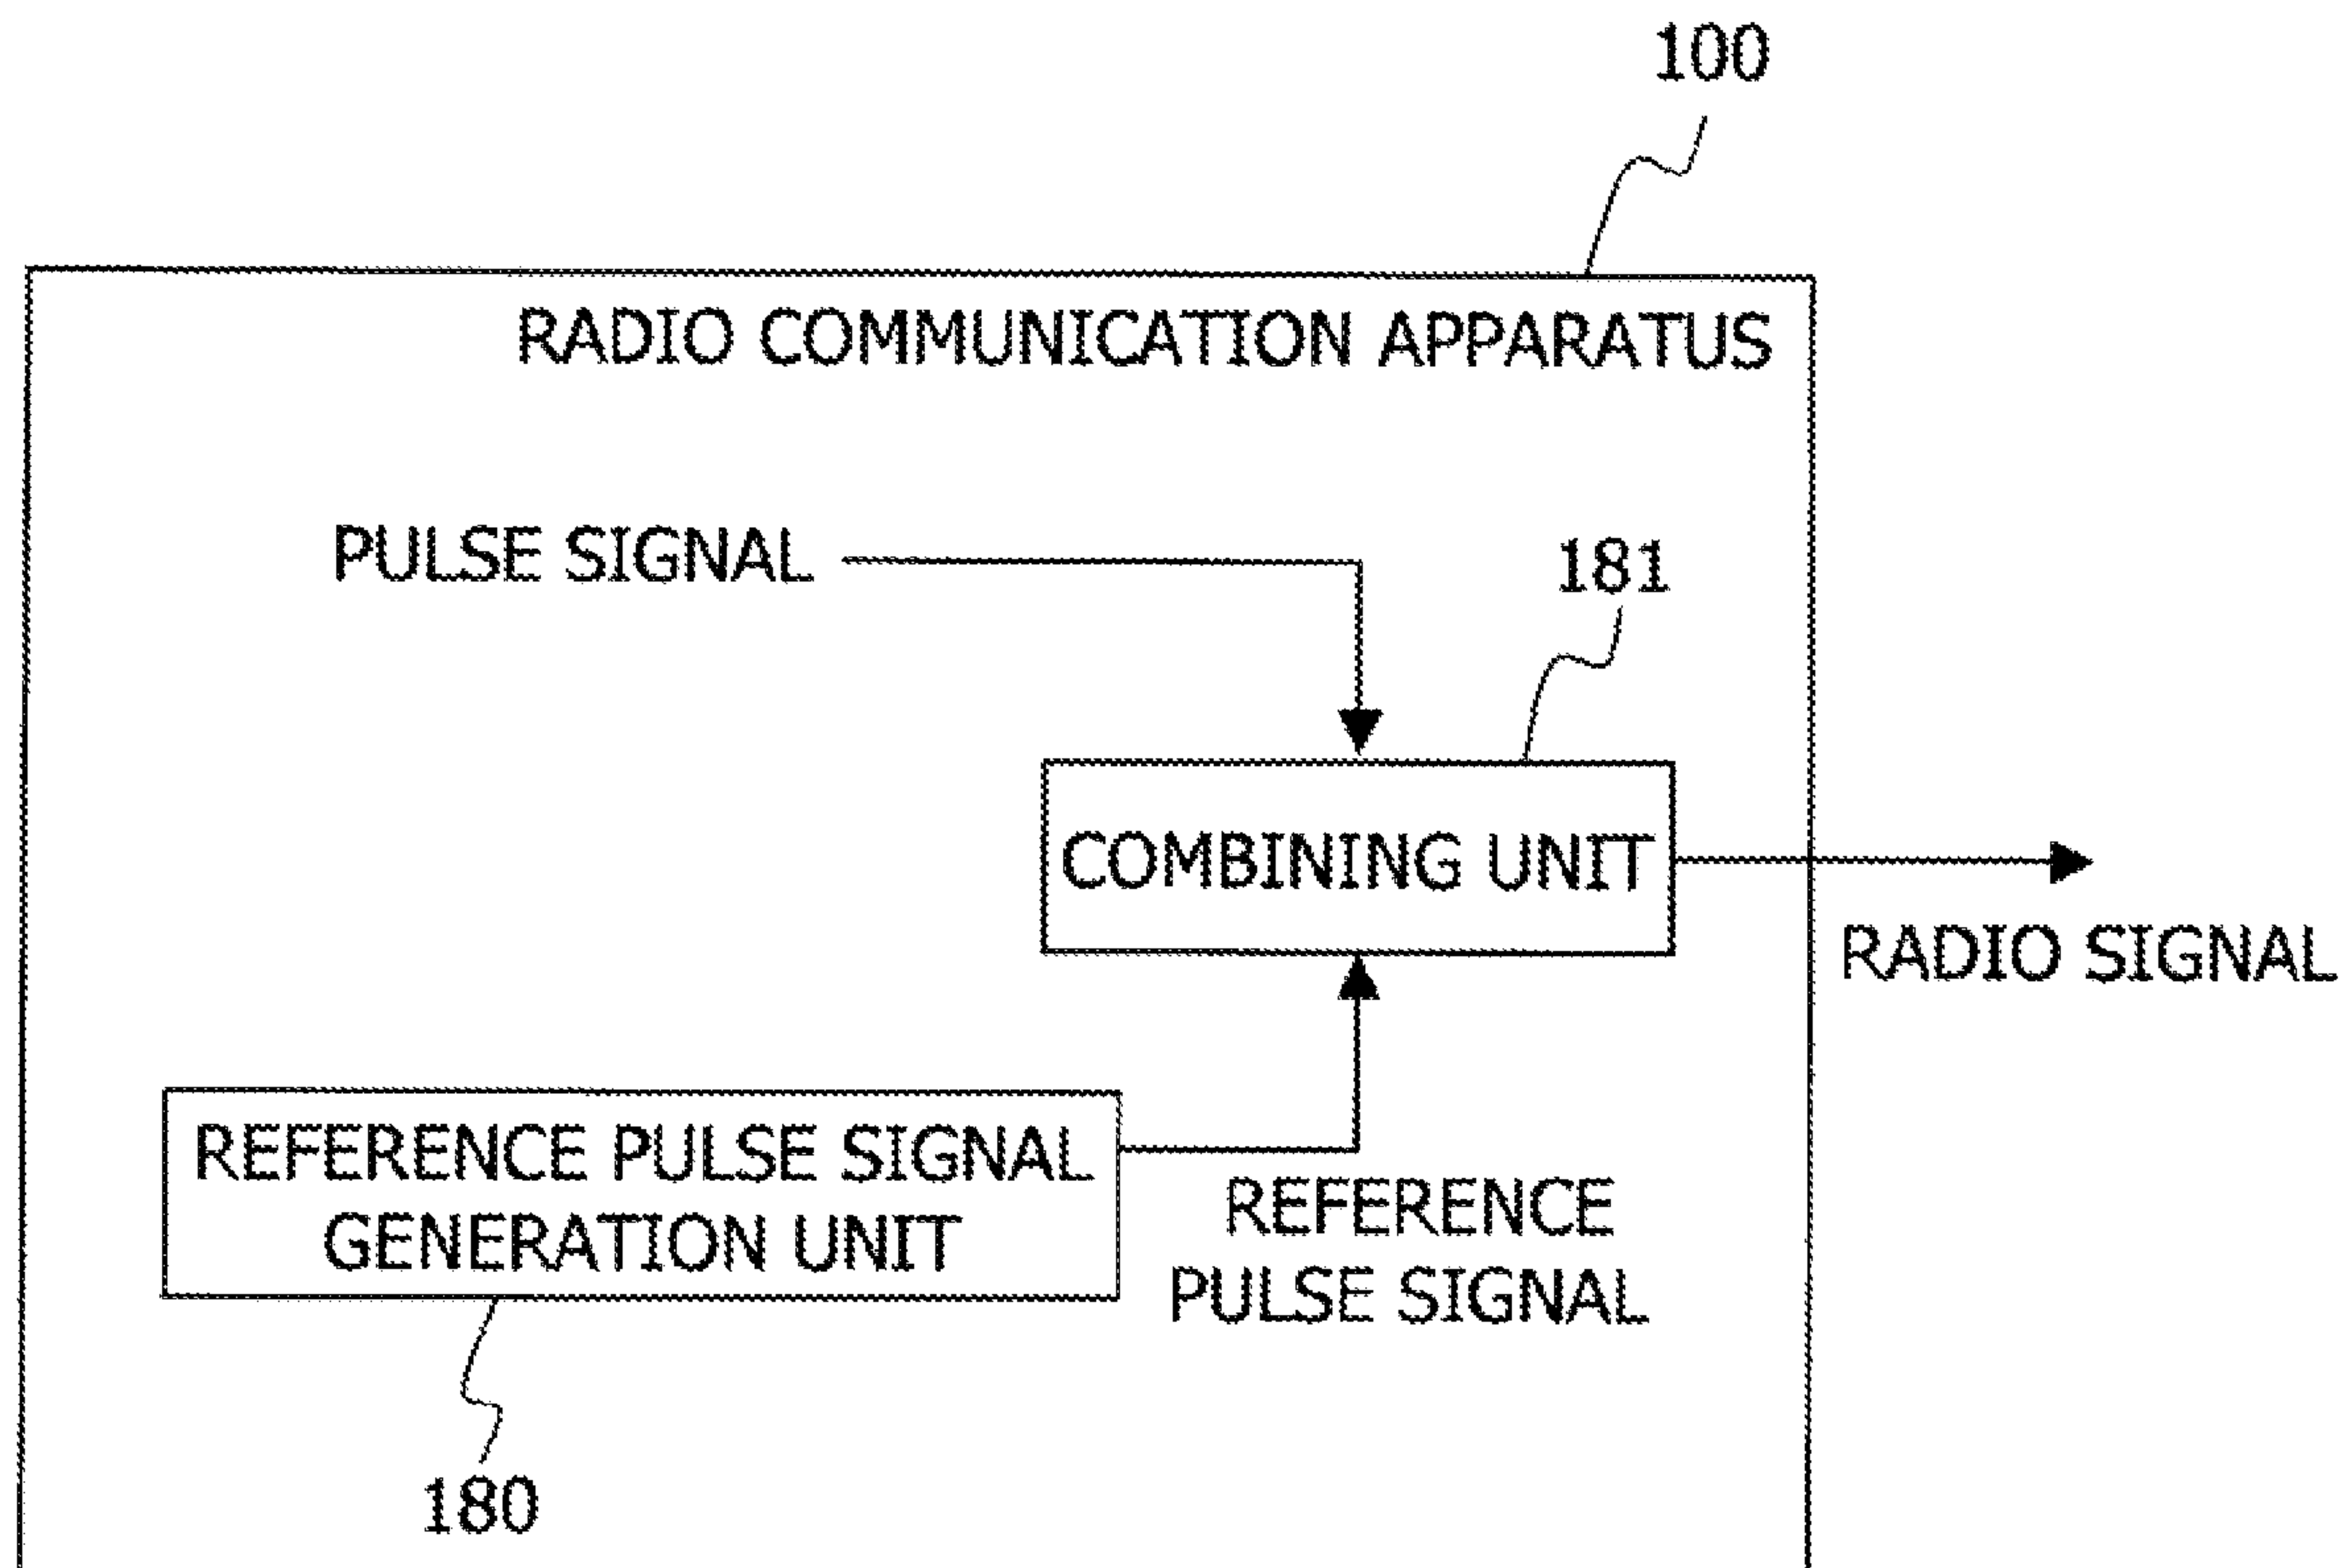 100
RADIO COMMUNICATION APPARATUS
PULSE SIGNAL
181
COMBINING UNIT
RADIO SIGNAL
REFERENCE PULSE SIGNAL
GENERATION UNIT
REFERENCE
PULSE SIGNAL
180